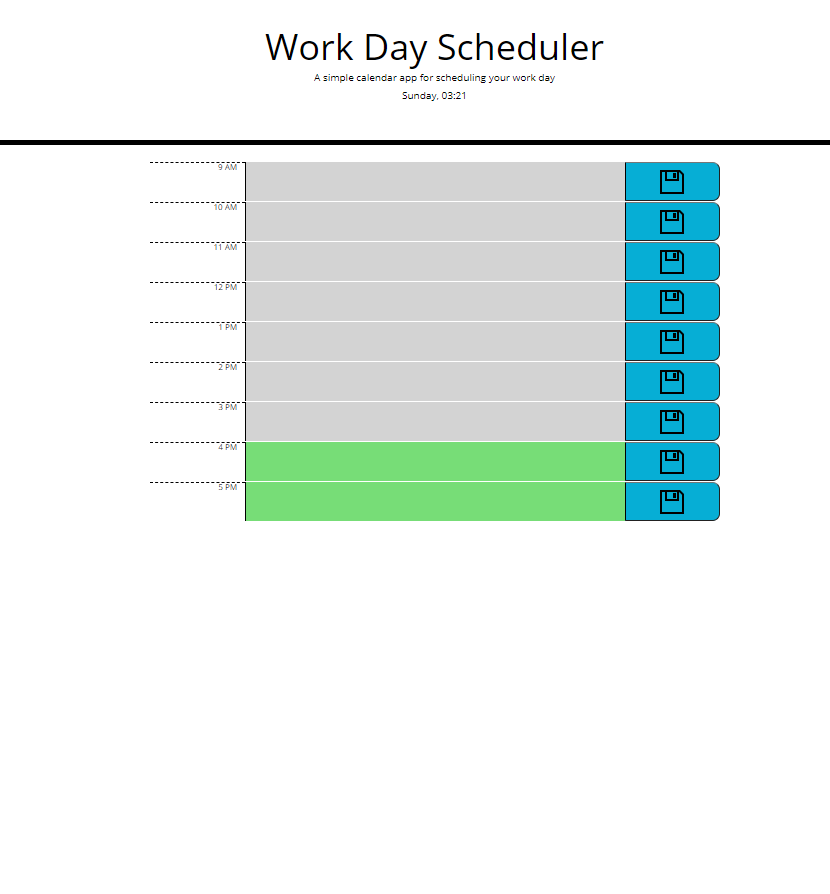 Work Day Scheduler
A simple calendar app for scheduling your work day
Sunday, 03:21
9 AM
10 AM
11 AM
12 PM
1 PM
2 PM
3 PM
4 PM
5 PM